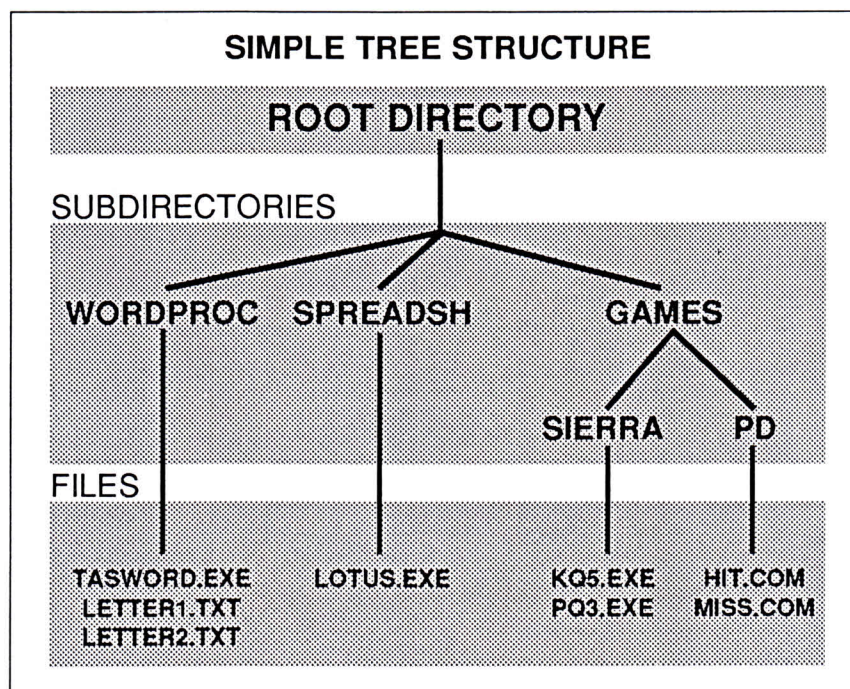 SIMPLE TREE STRUCTURE
ROOT DIRECTORY
SUBDIRECTORIES
WORDPROC SPREADSH GAMES
SIERRA PD
FILES
TASWORD.EXE LOTUS.EXE KQ5.EXE HIT.COM
LETTER1.TXT PQ3.EXE MISS.COM
LETTER2.TXT